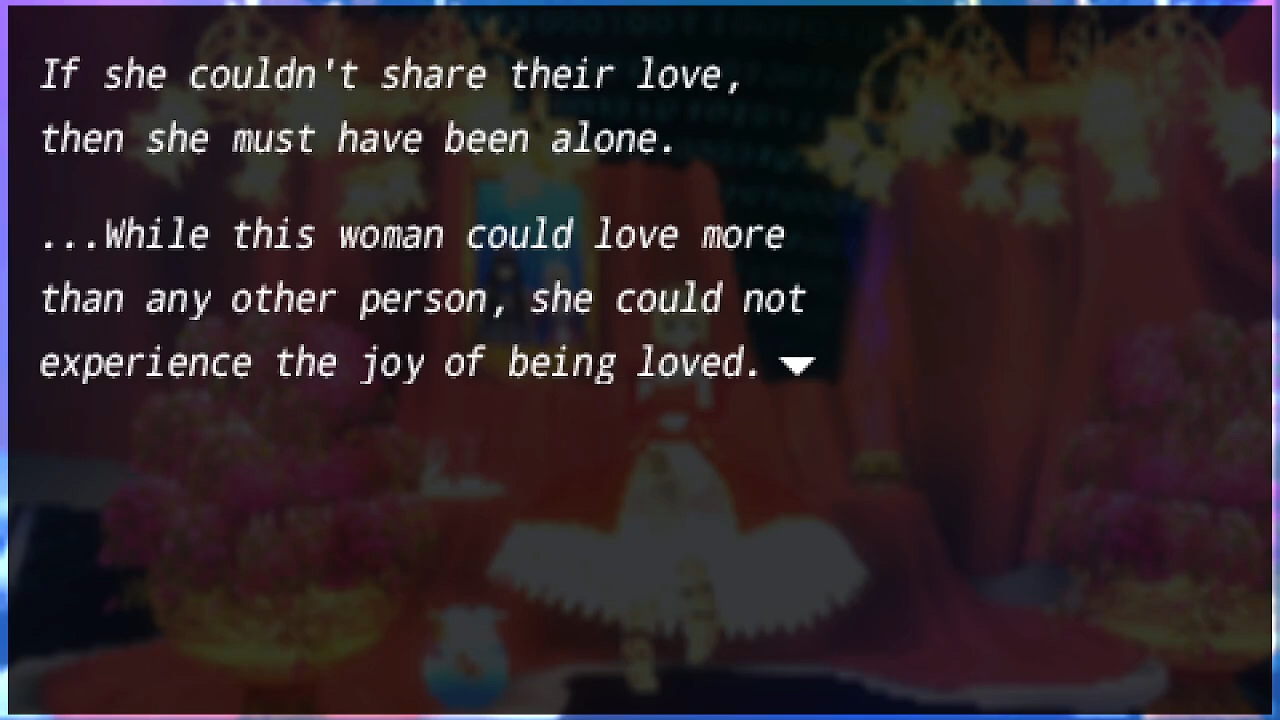 If she couldn't share their love,
then she must have been alone.
...While this woman could love more
than any other person, she could not
experience the joy of being loved.